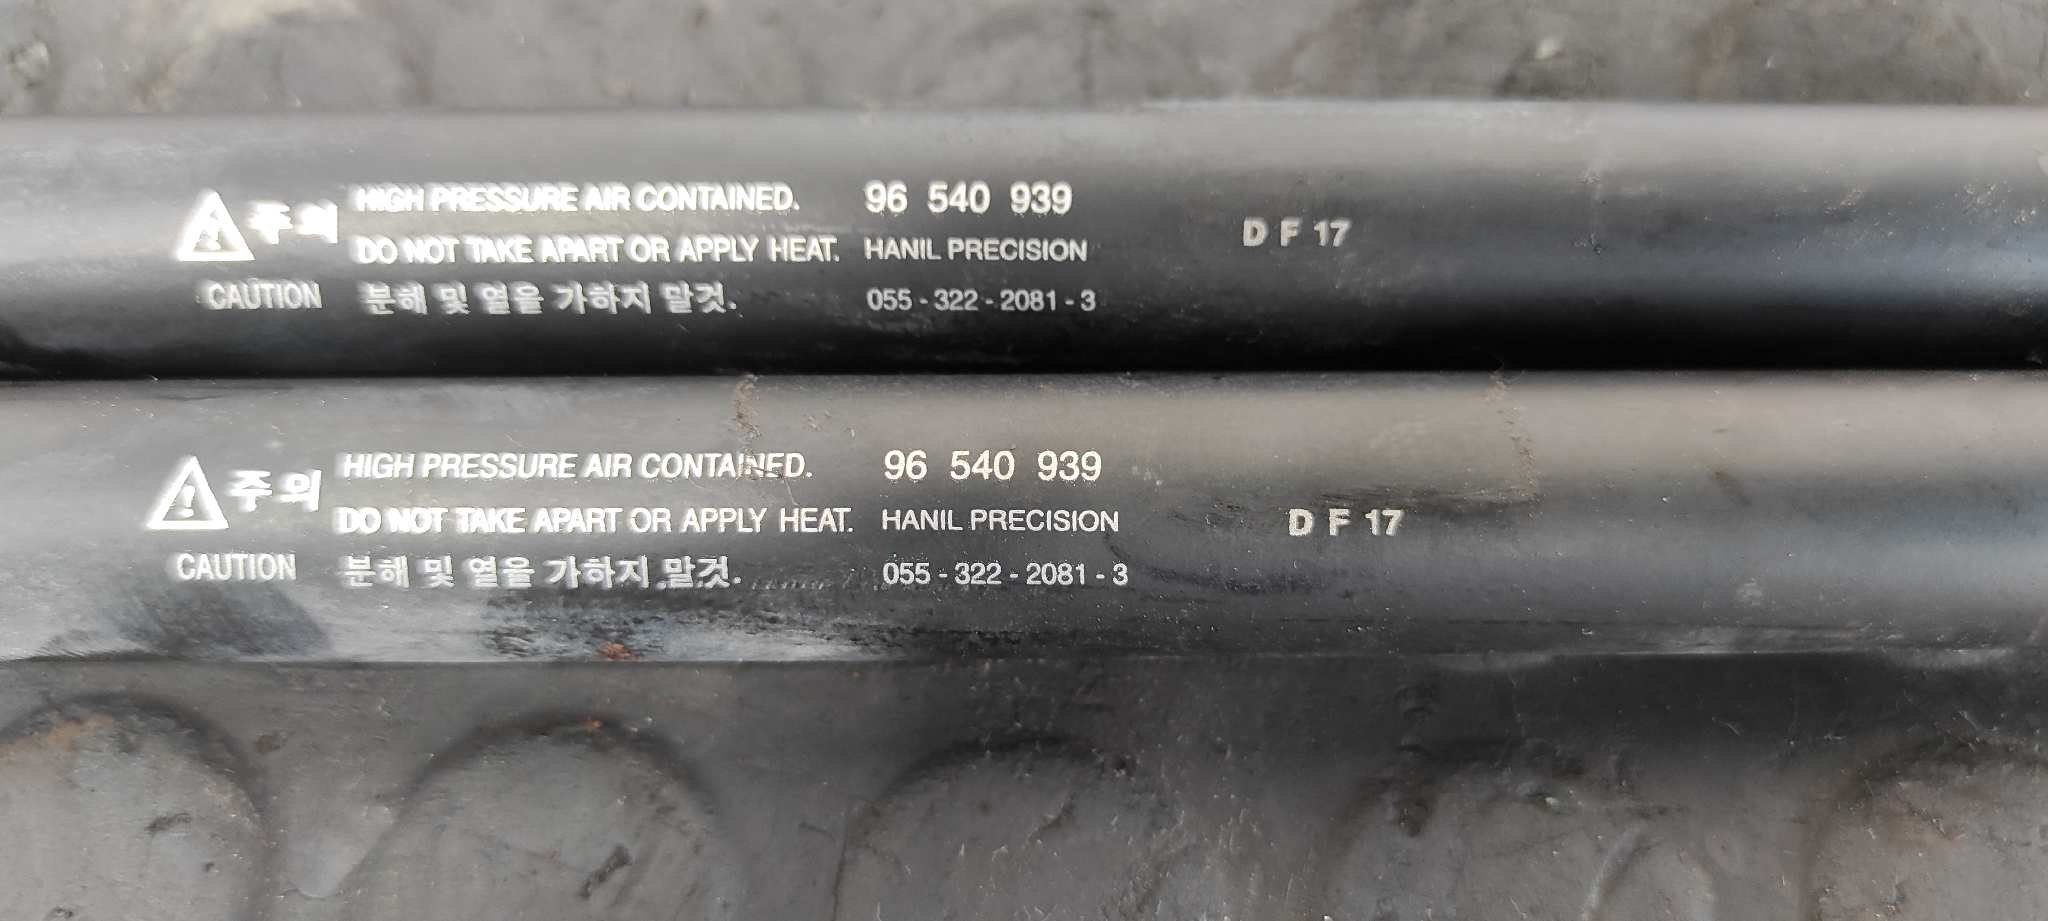 주의 HIGH PRESSURE AIR CONTAINED. 96 540 939
DO NOT TAKE APART OR APPLY HEAT. HANIL PRECISION D F 17
CAUTION 분해 및 열을 가하지 말것. 055 - 322 - 2081 - 3
주의 HIGH PRESSURE AIR CONTAINED. 96 540 939
DO NOT TAKE APART OR APPLY HEAT. HANIL PRECISION D F 17
CAUTION 분해 및 열을 가하지 말것. 055 - 322 - 2081 - 3